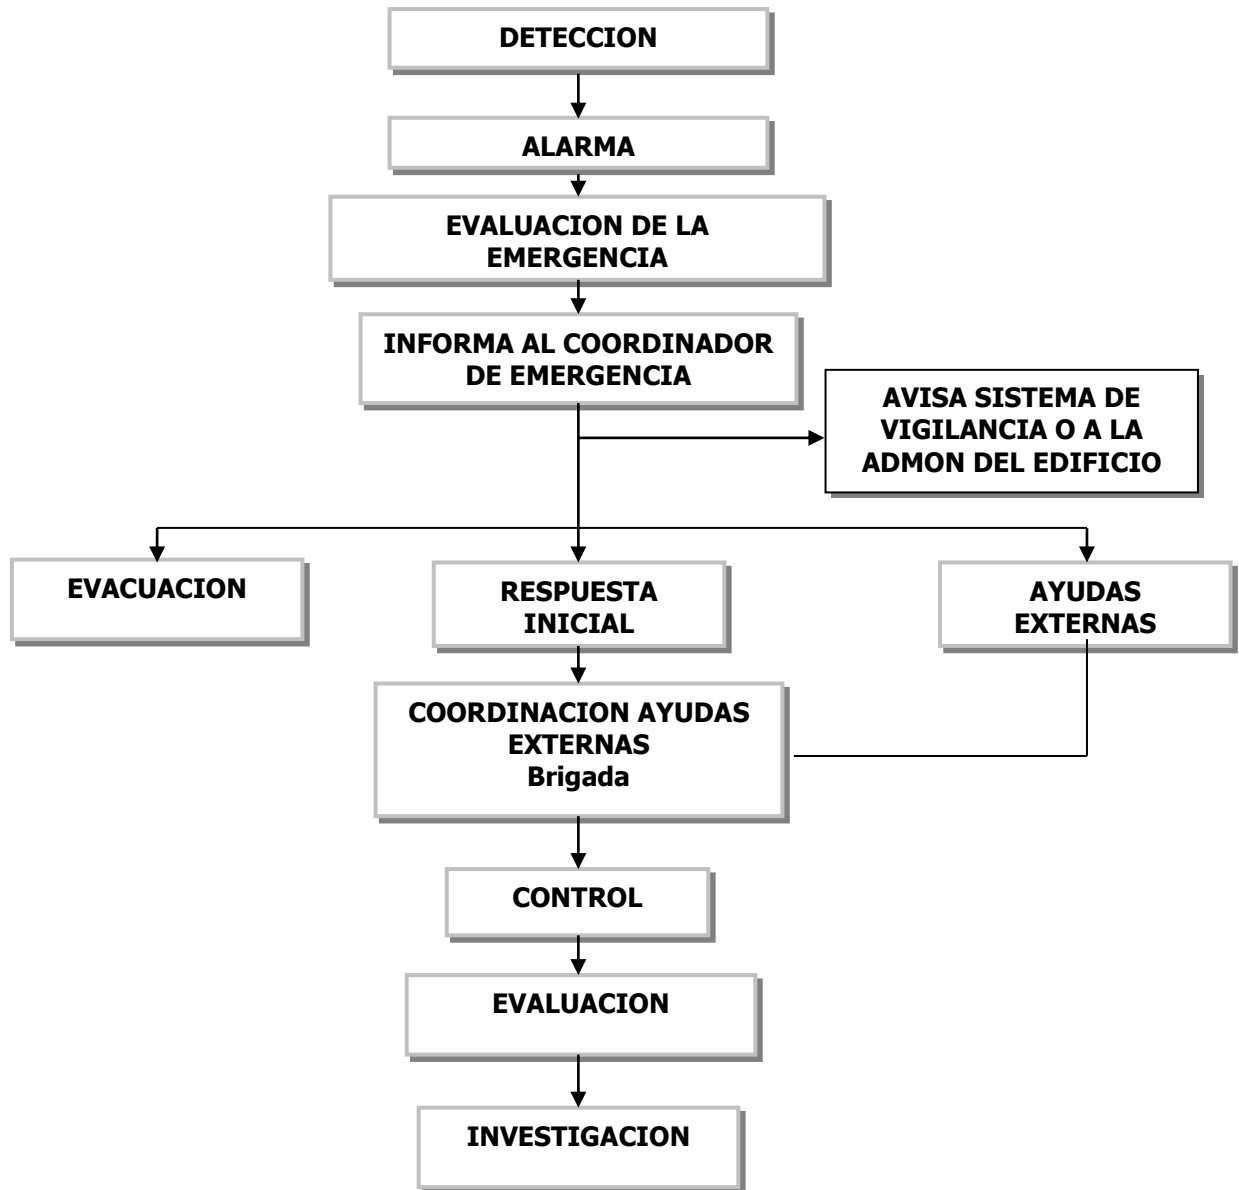 DETECCION
ALARMA
EVALUACION DE LA
EMERGENCIA
INFORMA AL COORDINADOR
DE EMERGENCIA
AVISA SISTEMA DE
VIGILANCIA O A LA
ADMON DEL EDIFICIO
EVACUACION
RESPUESTA
INICIAL
AYUDAS
EXTERNAS
COORDINACION AYUDAS
EXTERNAS
Brigada
CONTROL
EVALUACION
INVESTIGACION